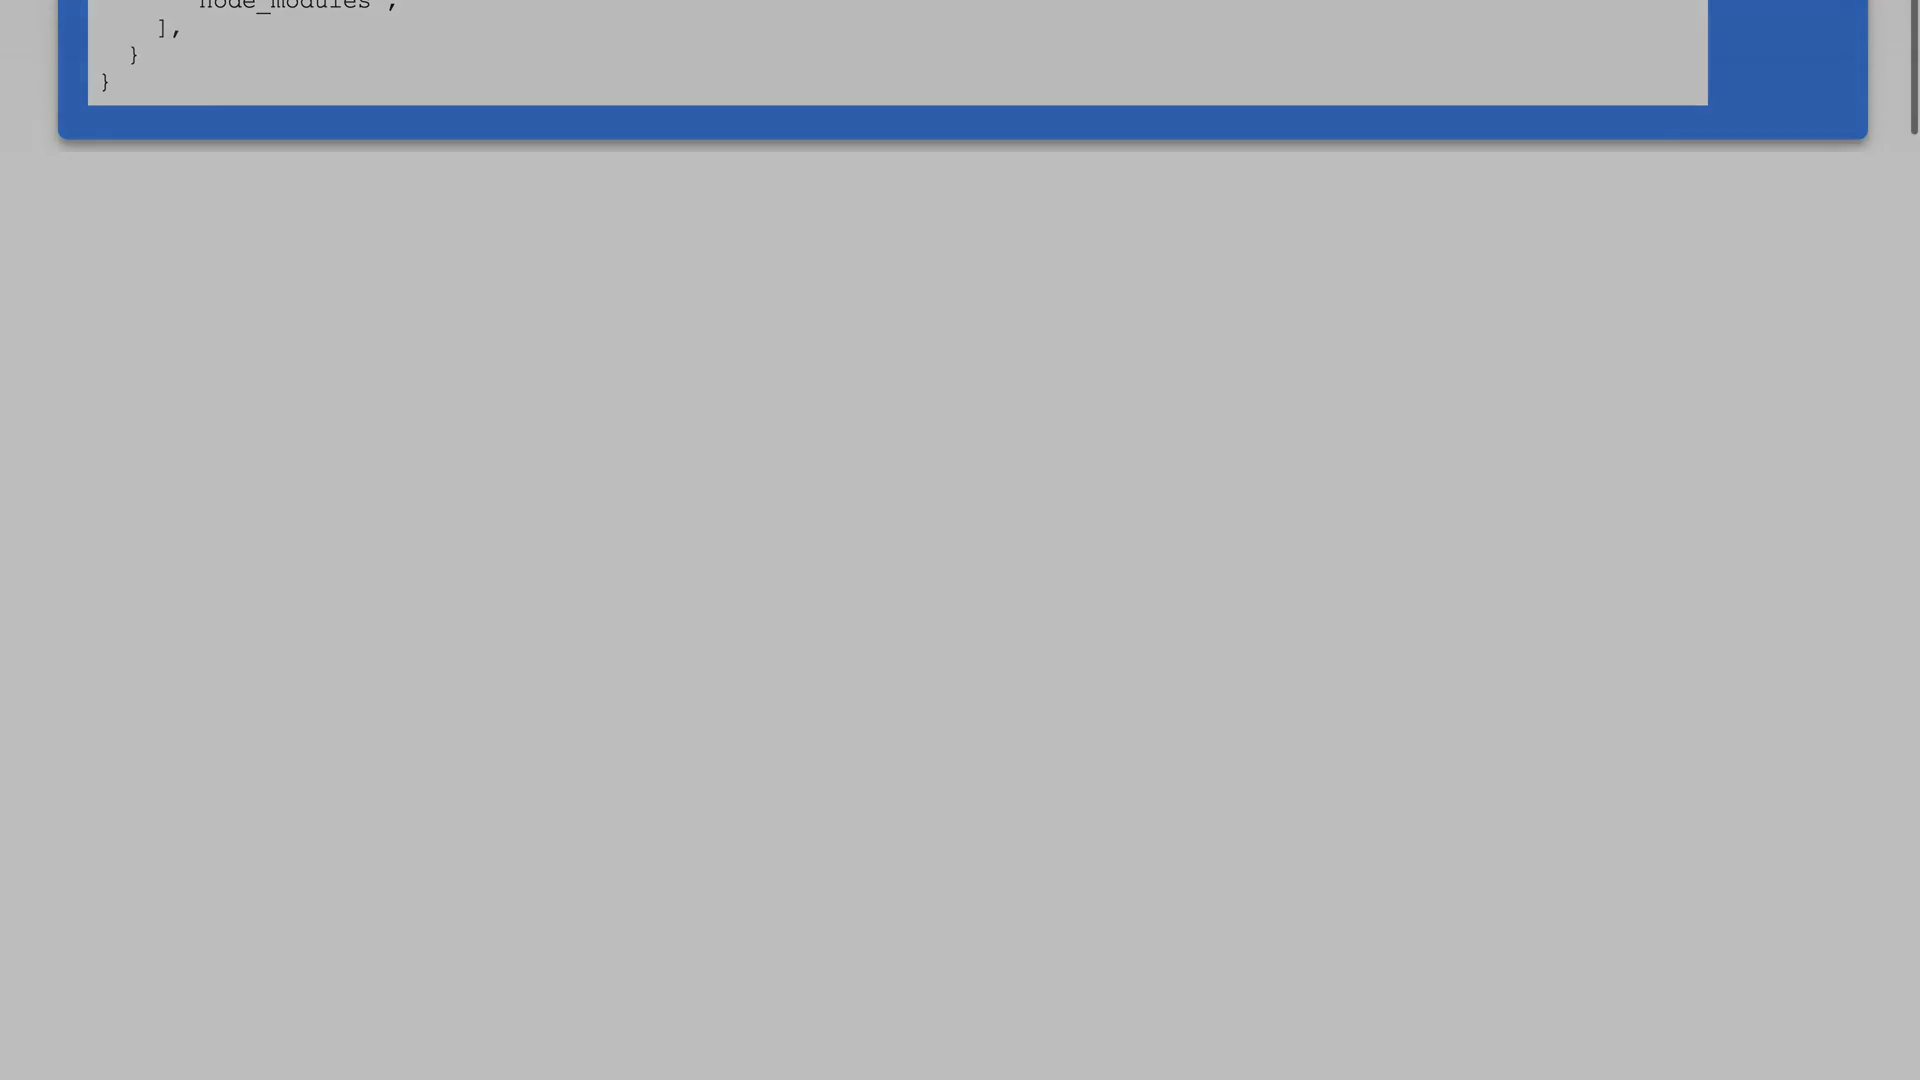 node_modules',
],
}
}